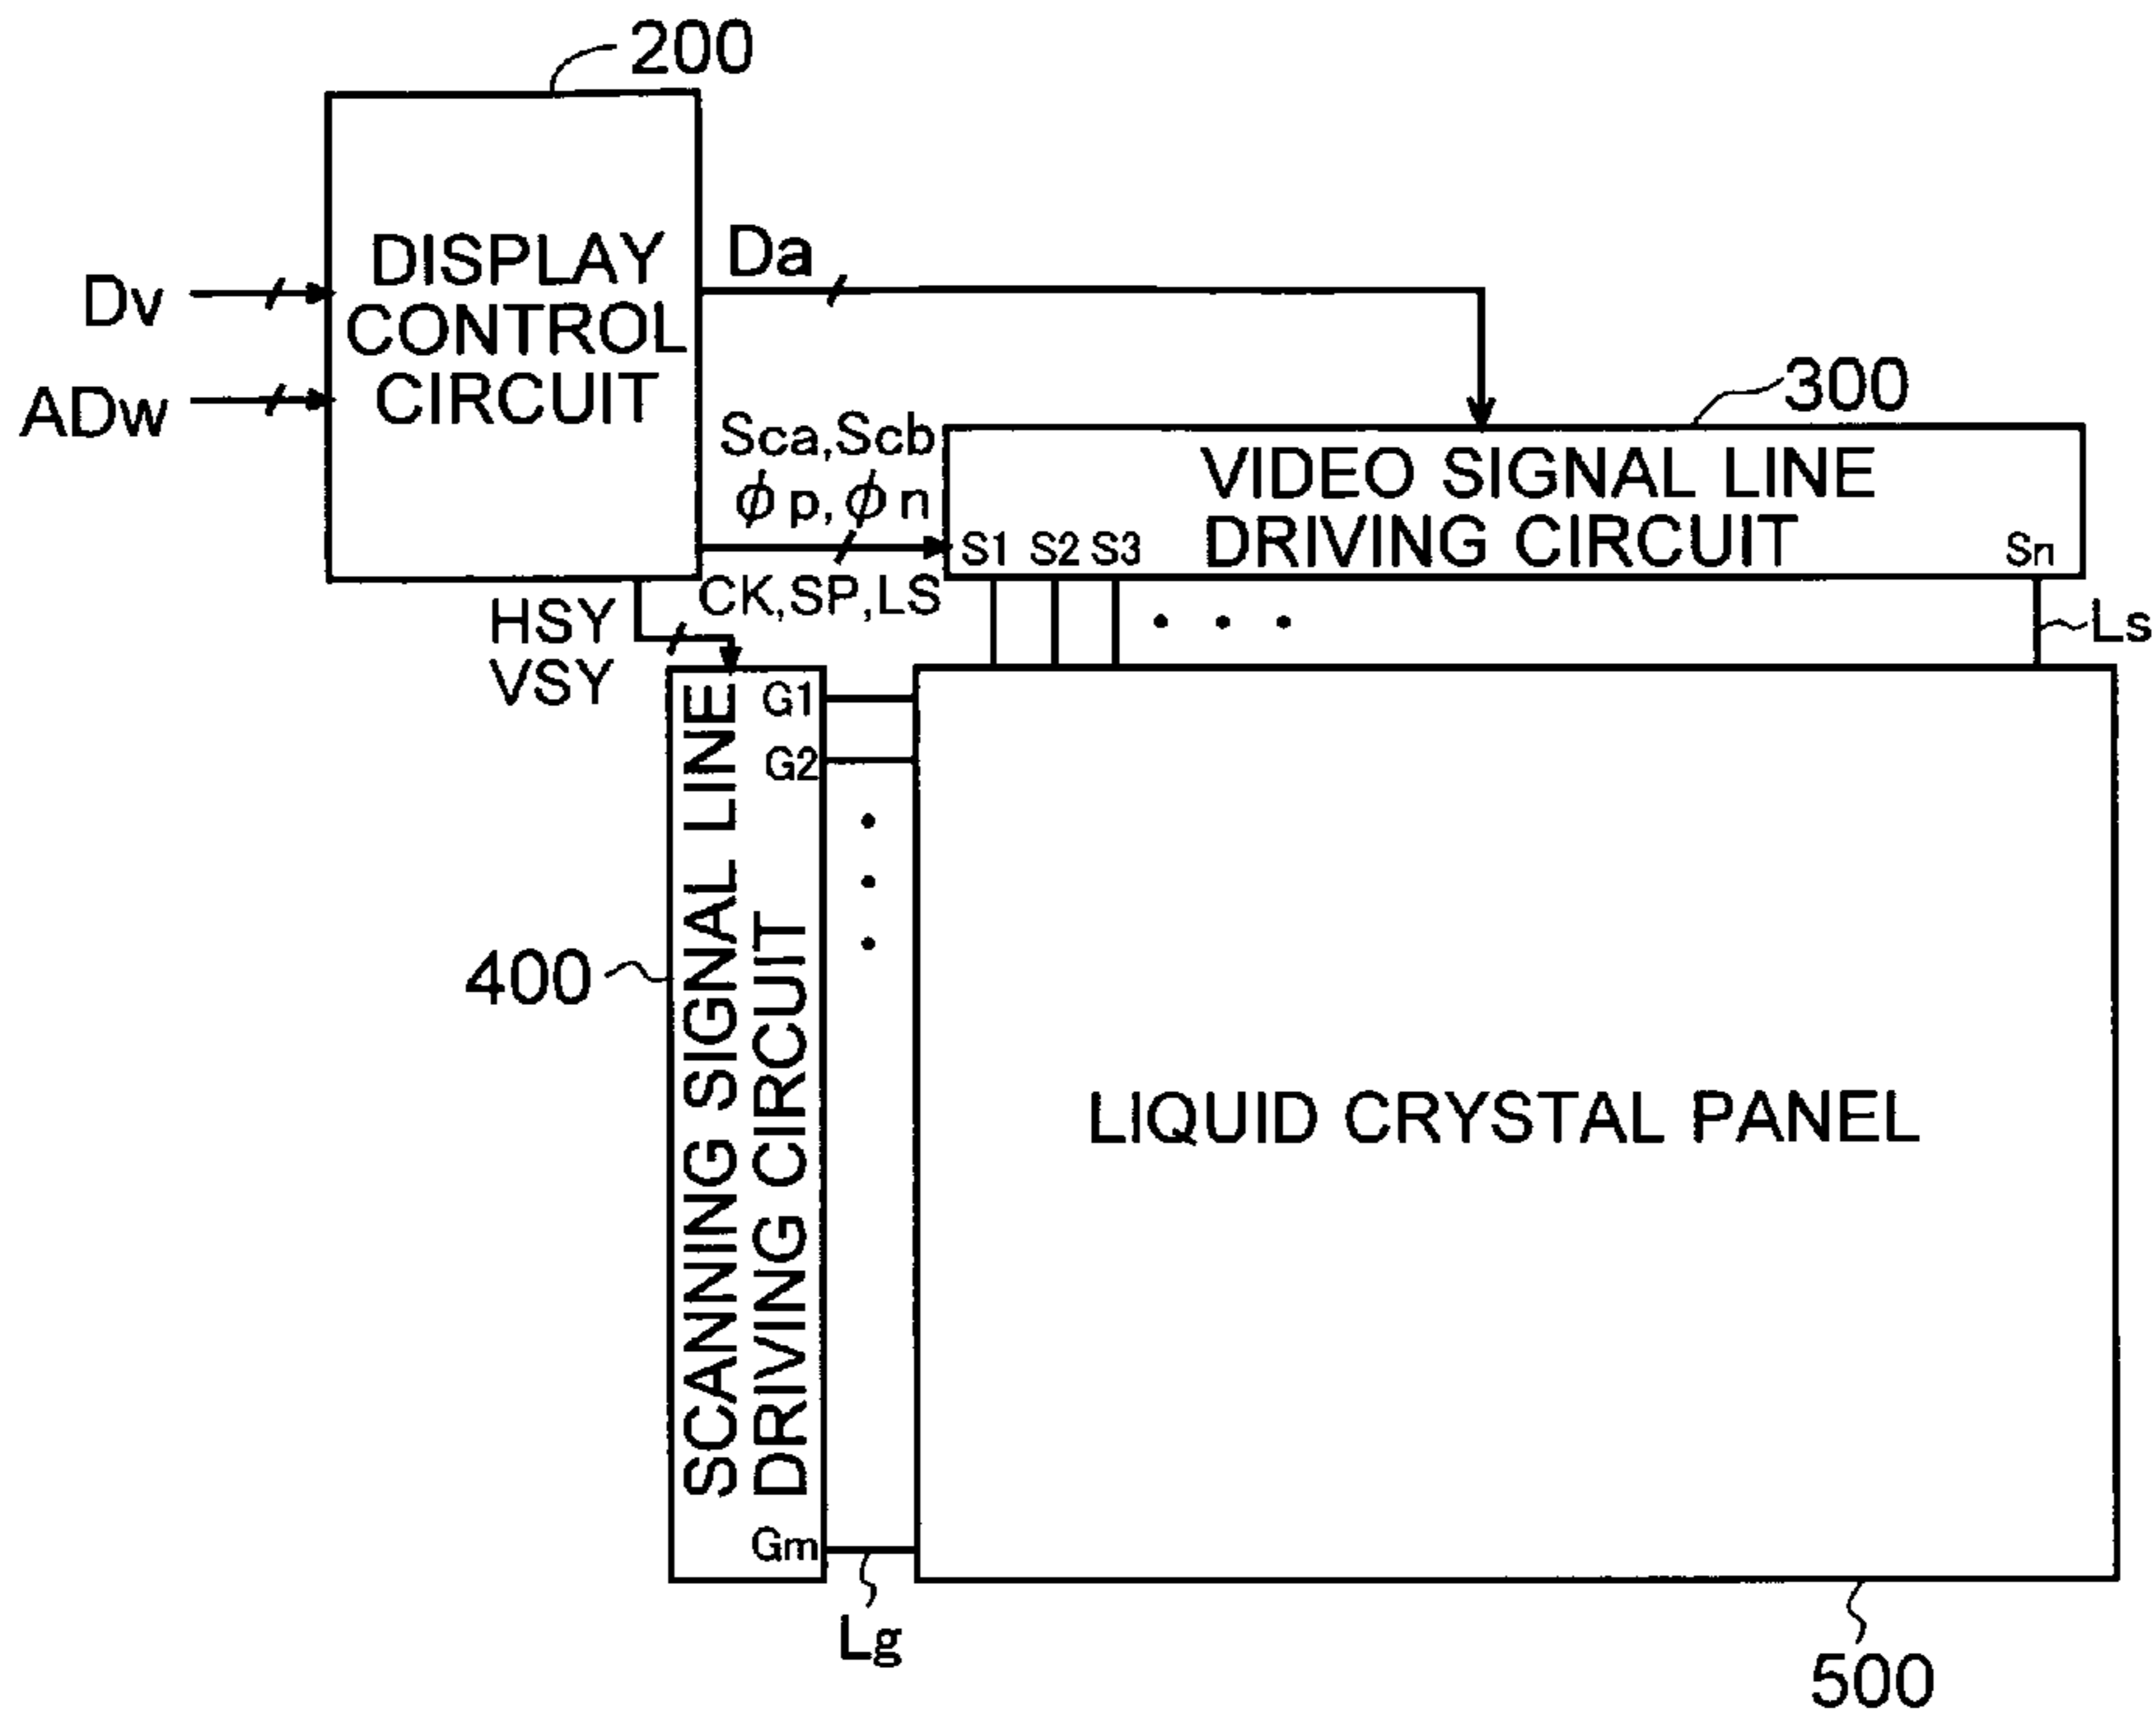 200
DISPLAY
CONTROL
CIRCUIT
Dv
ADw
Da
300
Sca,Scb
ϕp,ϕn
CK,SP,LS
VIDEO SIGNAL LINE
DRIVING CIRCUIT
S1 S2 S3 Sn
Ls
HSY
VSY
G1
G2
Gm
SCANNING SIGNAL LINE
DRIVING CIRCUIT
400
LIQUID CRYSTAL PANEL
Lg
500